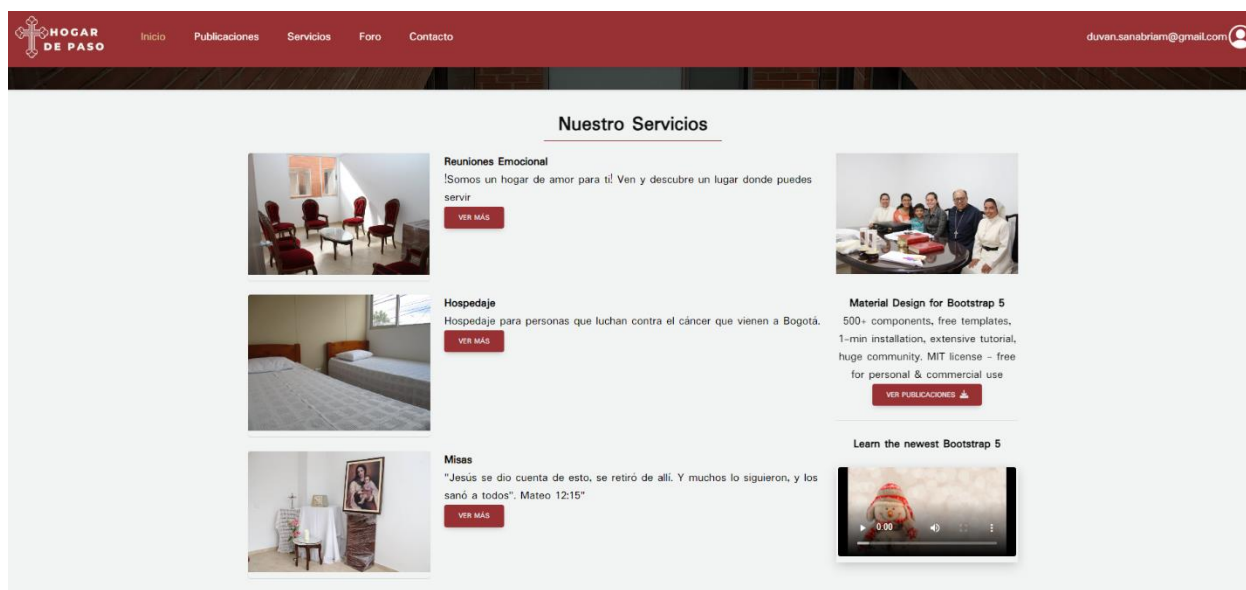 HOGAR
DE PASO
Inicio
Publicaciones
Servicios
Foro
Contacto
duvan.sanabriam@gmail.com
Nuestro Servicios
Reuniones Emocional
!Somos un hogar de amor para ti! Ven y descubre un lugar donde puedes
servir
VER MÁS
Hospedaje
Hospedaje para personas que luchan contra el cáncer que vienen a Bogotá.
VER MÁS
Misas
"Jesús se dio cuenta de esto, se retiró de allí. Y muchos lo siguieron, y los
sanó a todos". Mateo 12:15"
VER MÁS
Material Design for Bootstrap 5
500+ components, free templates,
1-min installation, extensive tutorial,
huge community. MIT license - free
for personal & commercial use
VER PUBLICACIONES
Learn the newest Bootstrap 5
0:00